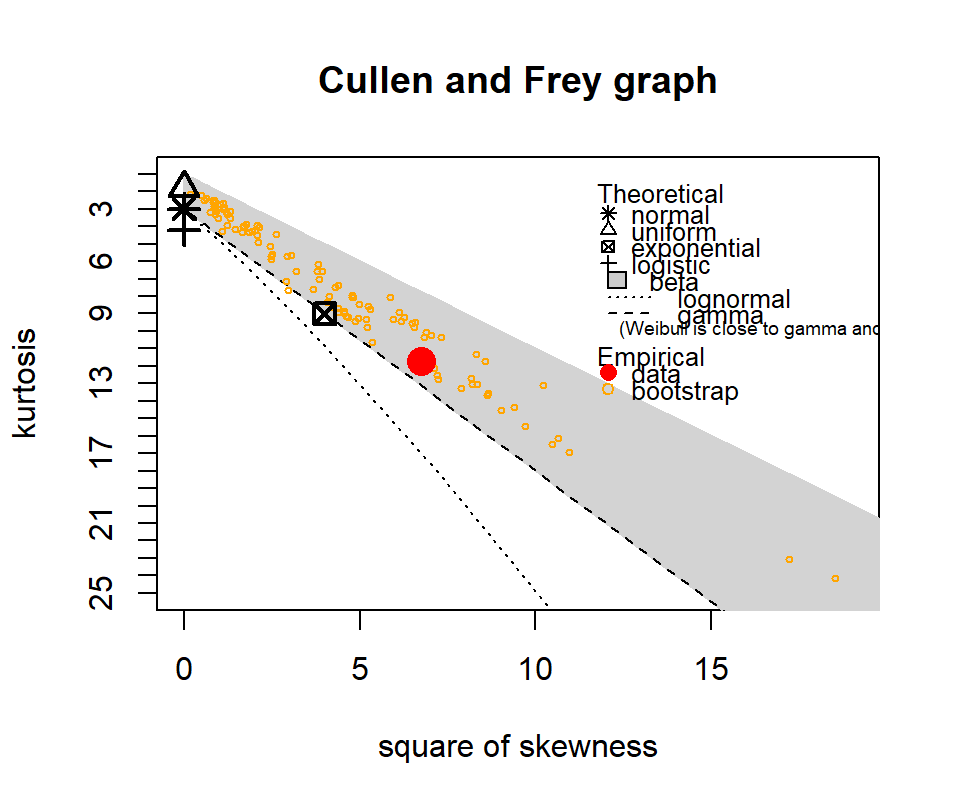 Cullen and Frey graph
kurtosis
3
6
9
13
17
21
25
Theoretical
normal
uniform
exponential
logistic
beta
lognormal
gamma
(Weibull is close to gamma and
Empirical
data
bootstrap
0 5 10 15
square of skewness